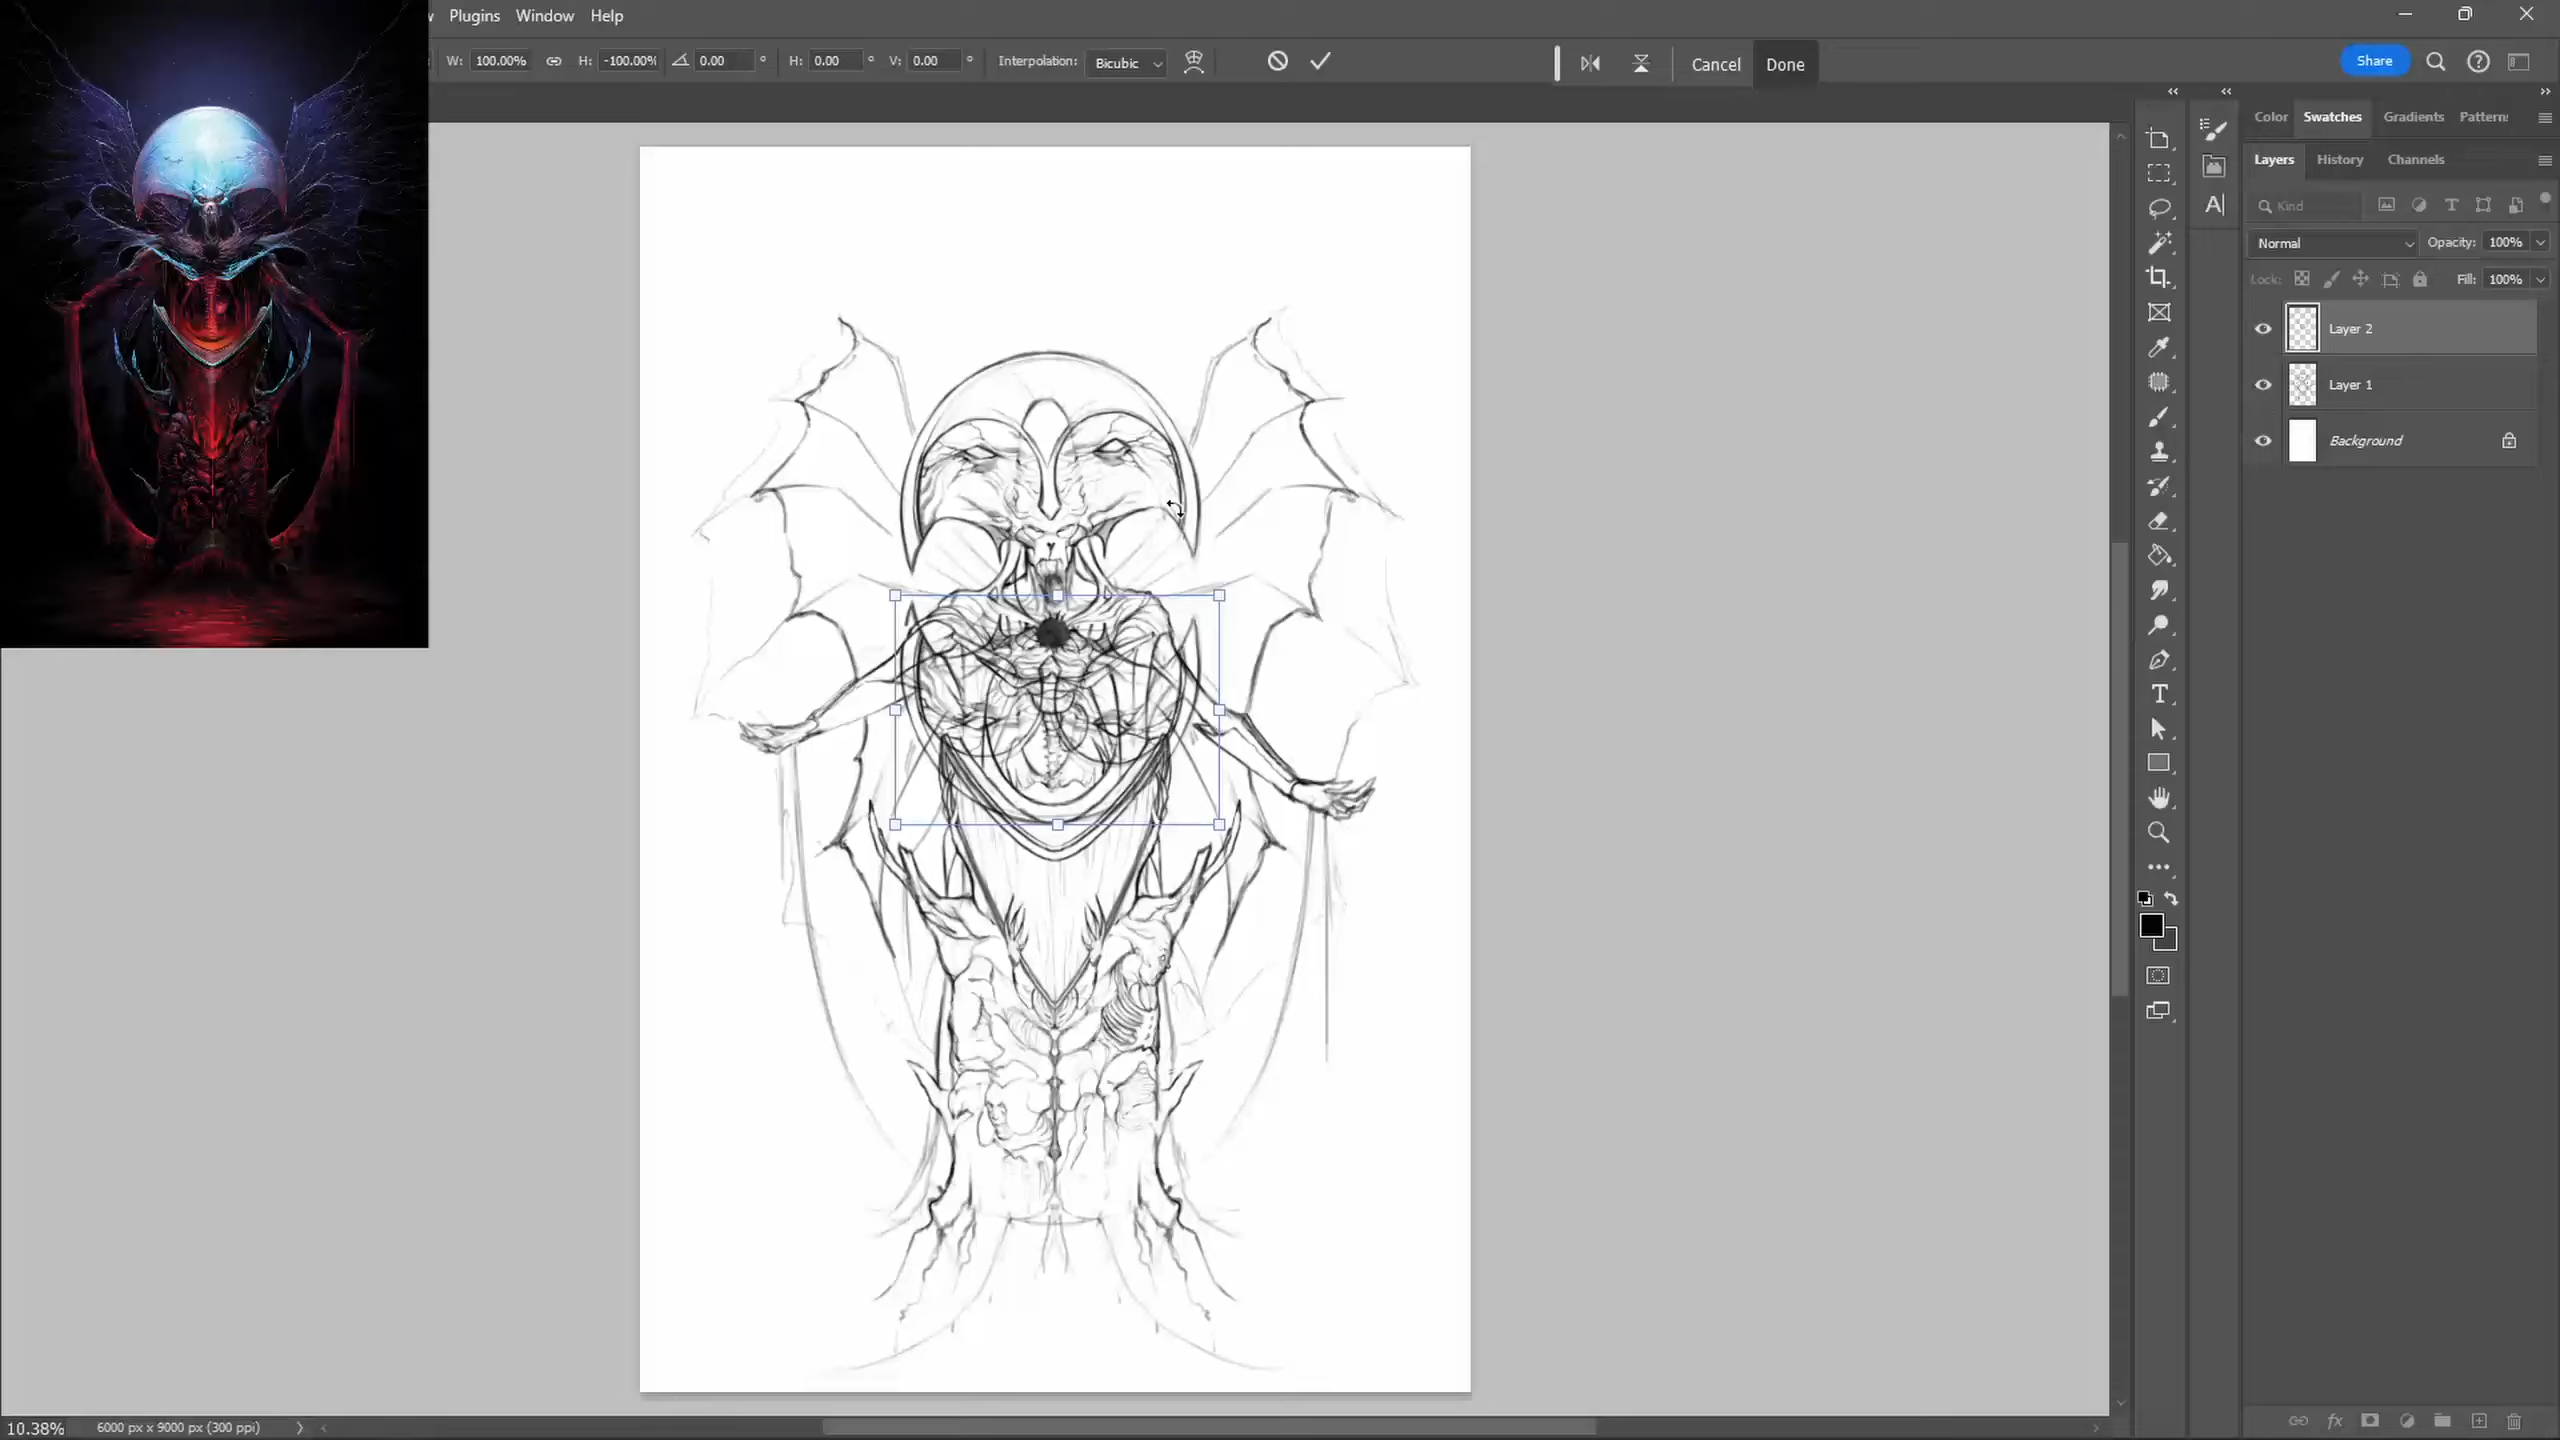 Plugins Window Help
W: 100.00% H: -100.00% 0.00 ° H: 0.00 ° V: 0.00 ° Interpolation: Bicubic Cancel Done Share
Color Swatches Gradients Pattern
Layers History Channels
Kind
Normal Opacity: 100%
Lock: Fill: 100%
Layer 2
Layer 1
Background
10.38% 6000 px x 9000 px (300 ppi)